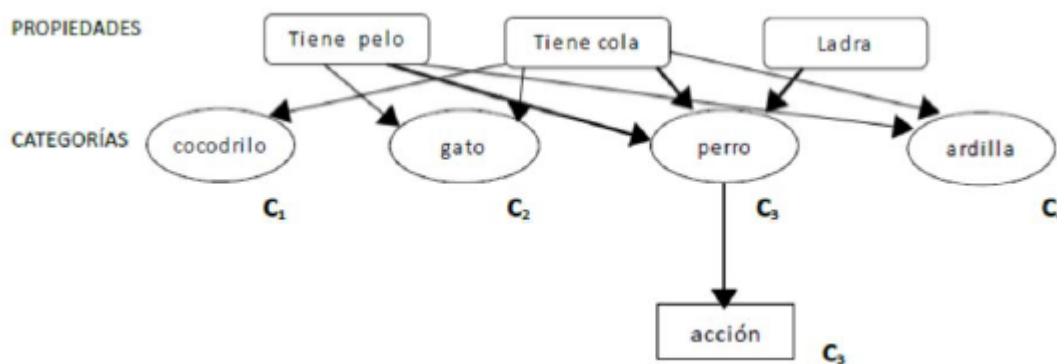 PROPIEDADES
Tiene pelo
Tiene cola
Ladra
CATEGORÍAS
cocodrilo
gato
perro
ardilla
C₁
C₂
C₃
C
acción
C₃